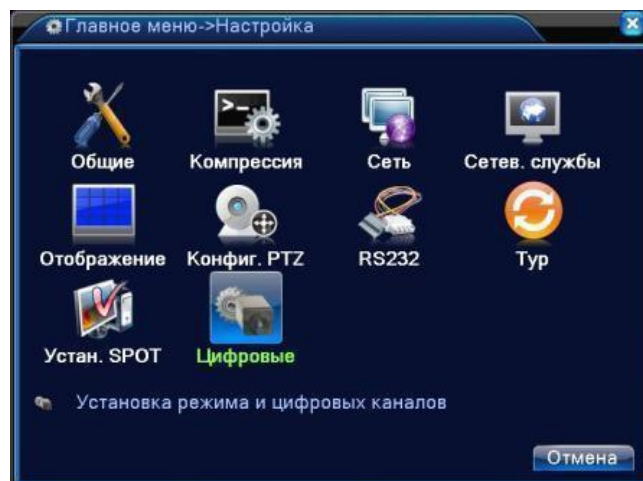 Главное меню->Настройка
Общие Компрессия Сеть Сетев. службы
Отображение Конфиг. PTZ RS232 Тур
Устан. SPOT Цифровые
Установка режима и цифровых каналов
Отмена